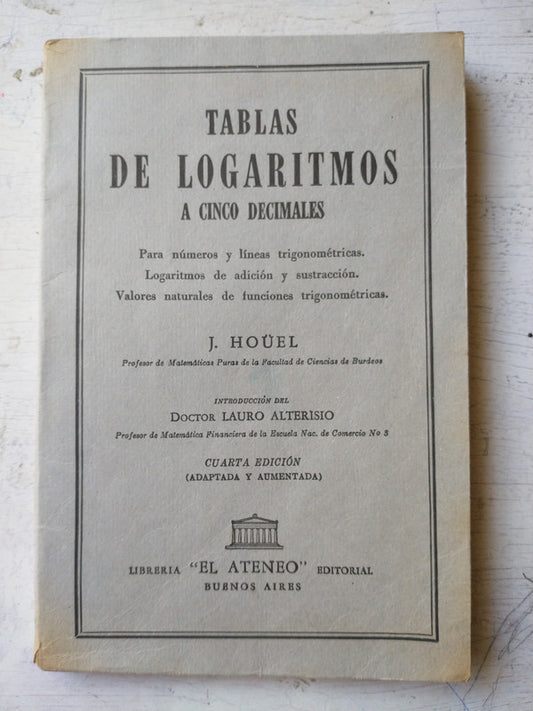 TABLAS
DE LOGARITMOS
A CINCO DECIMALES
Para números y líneas trigonométricas.
Logaritmos de adición y sustracción.
Valores naturales de funciones trigonométricas.
J. HOÜEL
Profesor de Matemáticas Puras de la Facultad de Ciencias de Burdeos
INTRODUCCIÓN DEL
DOCTOR LAURO ALTERISIO
Profesor de Matemática Financiera de la Escuela Nac. de Comercio No 3
CUARTA EDICIÓN
(ADAPTADA Y AUMENTADA)
LIBRERIA "EL ATENEO" EDITORIAL
BUENOS AIRES